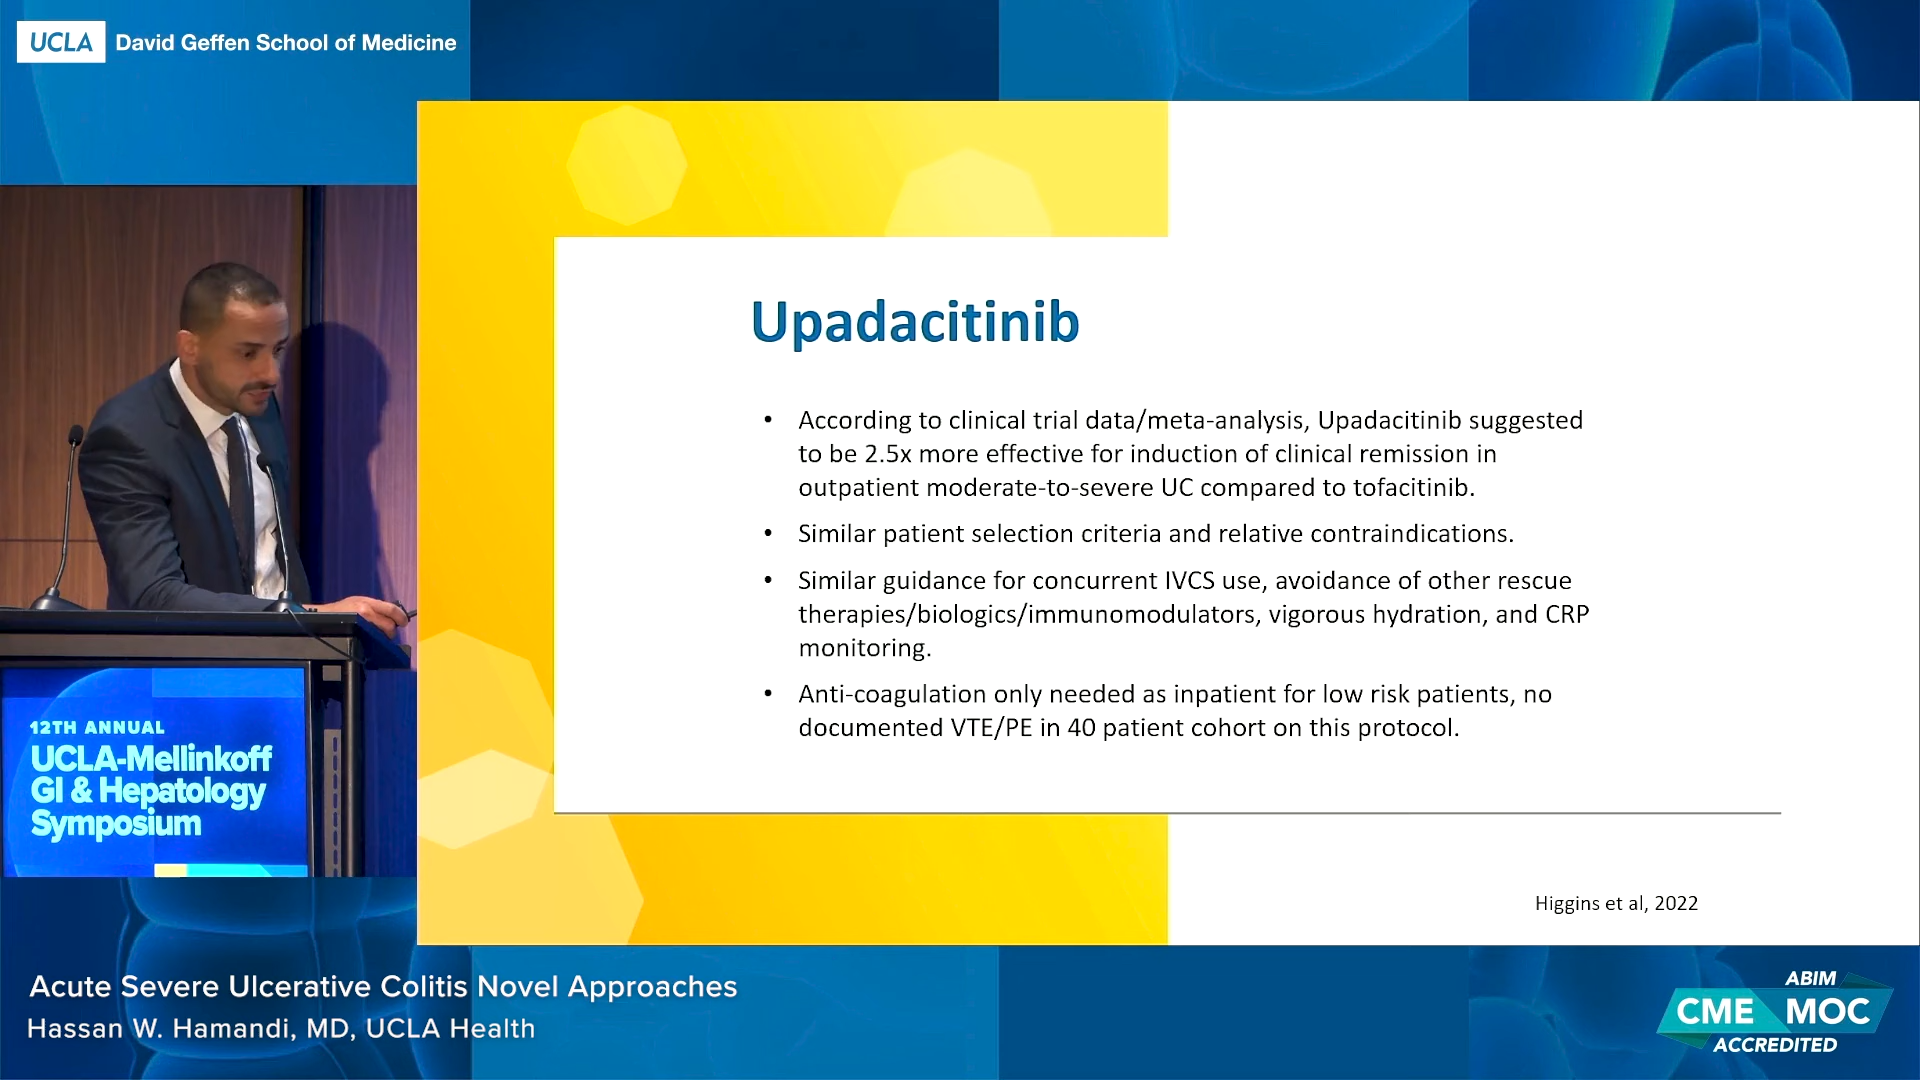 UCLA David Geffen School of Medicine
Upadacitinib
• According to clinical trial data/meta-analysis, Upadacitinib suggested
to be 2.5x more effective for induction of clinical remission in
outpatient moderate-to-severe UC compared to tofacitinib.
• Similar patient selection criteria and relative contraindications.
• Similar guidance for concurrent IVCS use, avoidance of other rescue
therapies/biologics/immunomodulators, vigorous hydration, and CRP
monitoring.
• Anti-coagulation only needed as inpatient for low risk patients, no
documented VTE/PE in 40 patient cohort on this protocol.
Higgins et al, 2022
12TH ANNUAL
UCLA-Mellinkoff
GI & Hepatology
Symposium
Acute Severe Ulcerative Colitis Novel Approaches
Hassan W. Hamandi, MD, UCLA Health
ABIM
CME MOC
ACCREDITED